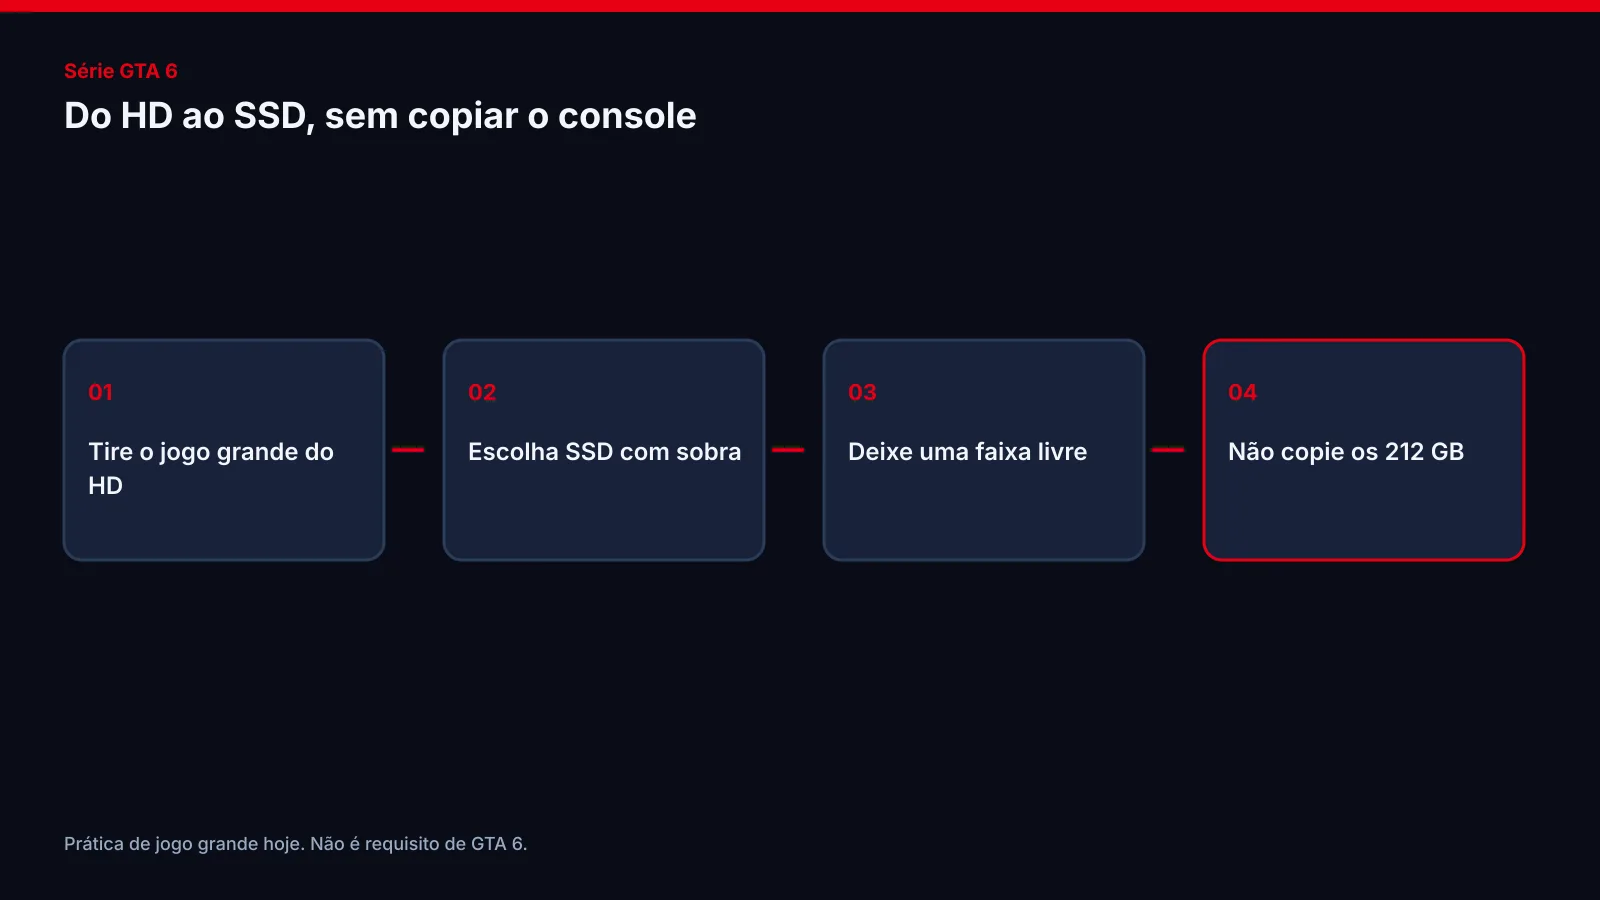 Série GTA 6
Do HD ao SSD, sem copiar o console
01
Tire o jogo grande do
HD
02
Escolha SSD com sobra
03
Deixe uma faixa livre
04
Não copie os 212 GB
Prática de jogo grande hoje. Não é requisito de GTA 6.